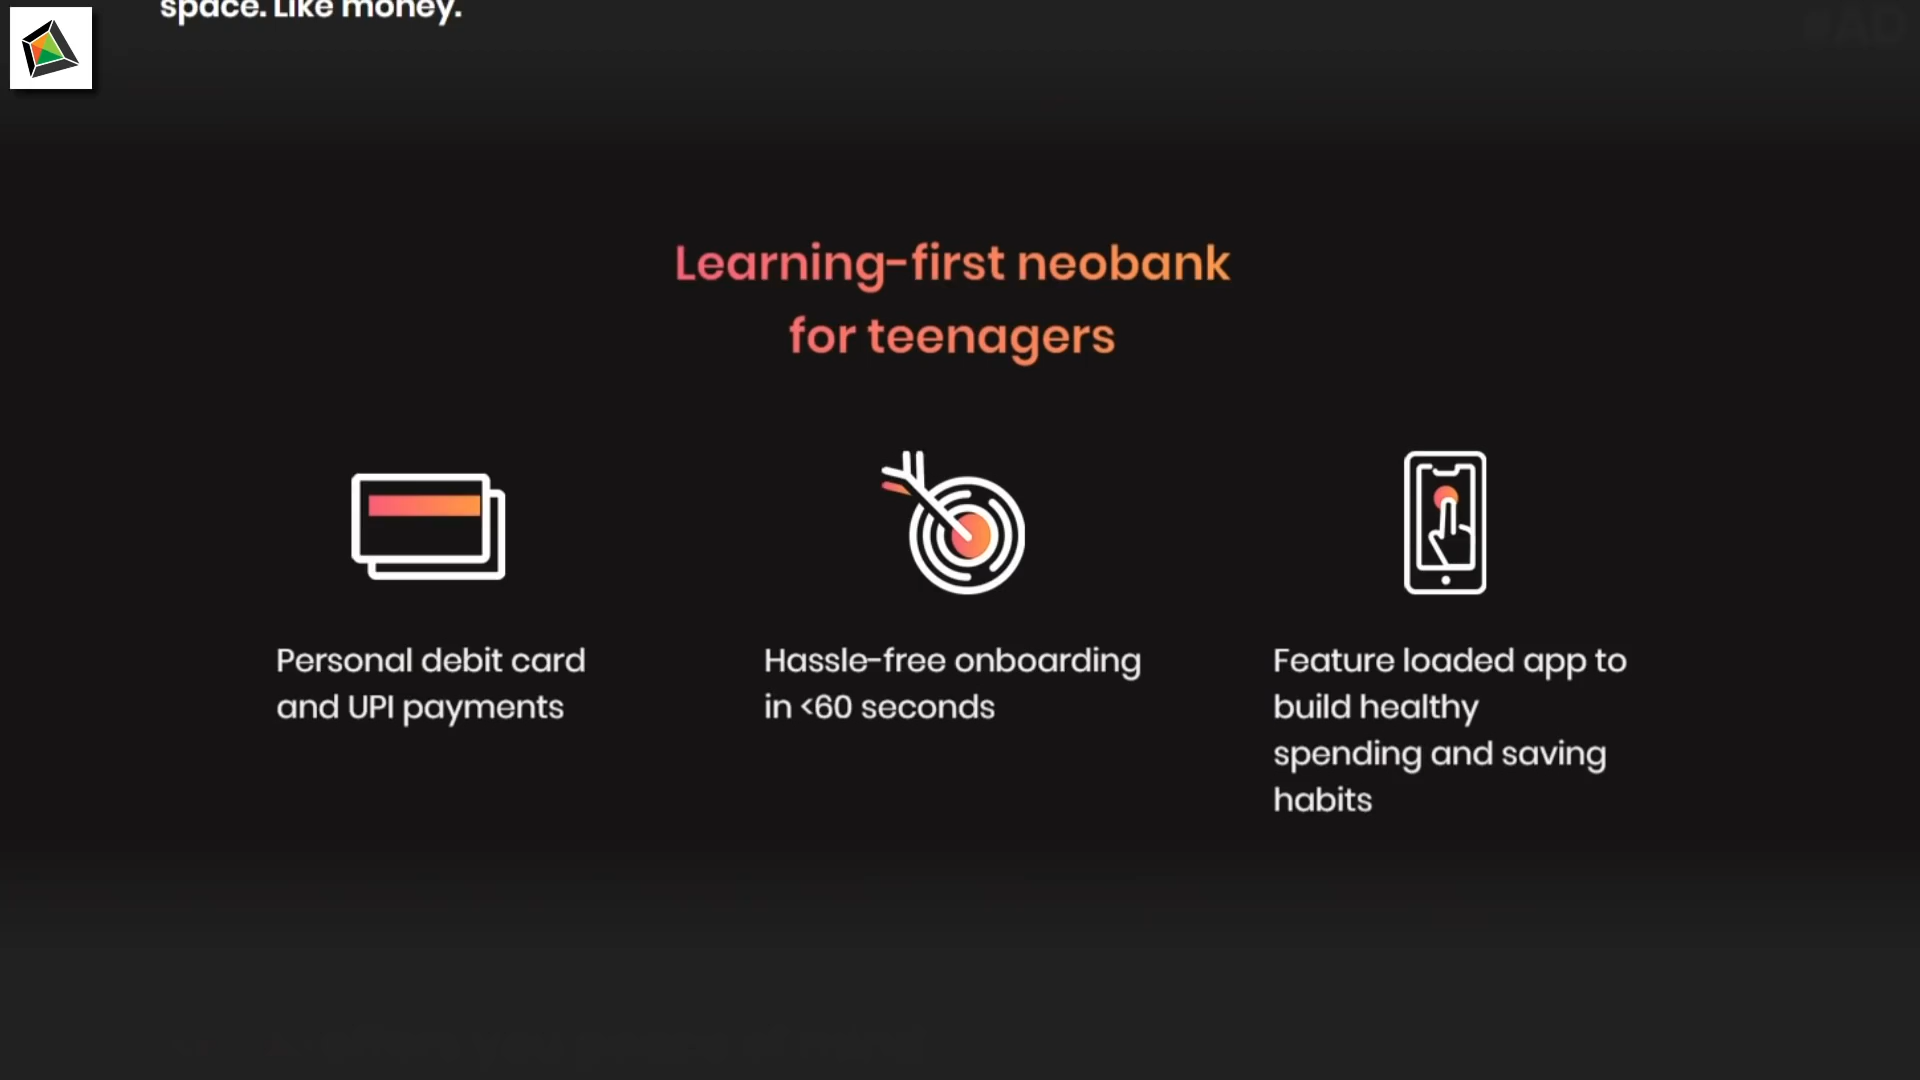 space. Like money.
#AD
Learning-first neobank
for teenagers
Personal debit card
and UPI payments
Hassle-free onboarding
in <60 seconds
Feature loaded app to
build healthy
spending and saving
habits